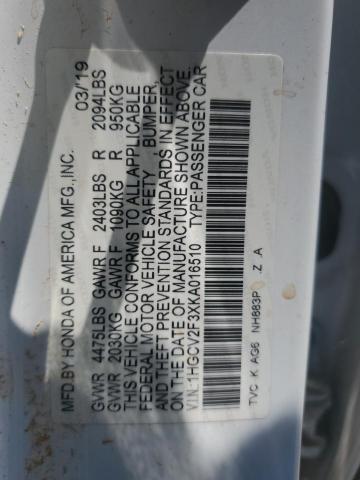 MFD. BY HONDA OF AMERICA MFG., INC. 03/19
GVWR 4475LBS GAWR F 2403LBS R 2094LBS
GVWR 2030KG GAWR F 1090KG R 950KG
THIS VEHICLE CONFORMS TO ALL APPLICABLE
FEDERAL MOTOR VEHICLE SAFETY BUMPER,
AND THEFT PREVENTION STANDARDS IN EFFECT
ON THE DATE OF MANUFACTURE SHOWN ABOVE.
V.I.N.:1HGCV2F3XKA016510 TYPE:PASSENGER CAR
TVC K AG6 NH883P Z A